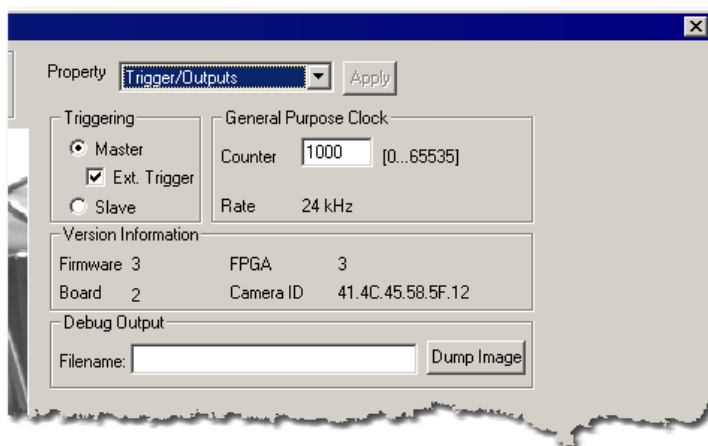 Property Trigger/Outputs Apply
Triggering
Master
Ext. Trigger
Slave
General Purpose Clock
Counter 1000 [0...65535]
Rate 24 kHz
Version Information
Firmware 3 FPGA 3
Board 2 Camera ID 41.4C.45.58.5F.12
Debug Output
Filename: Dump Image